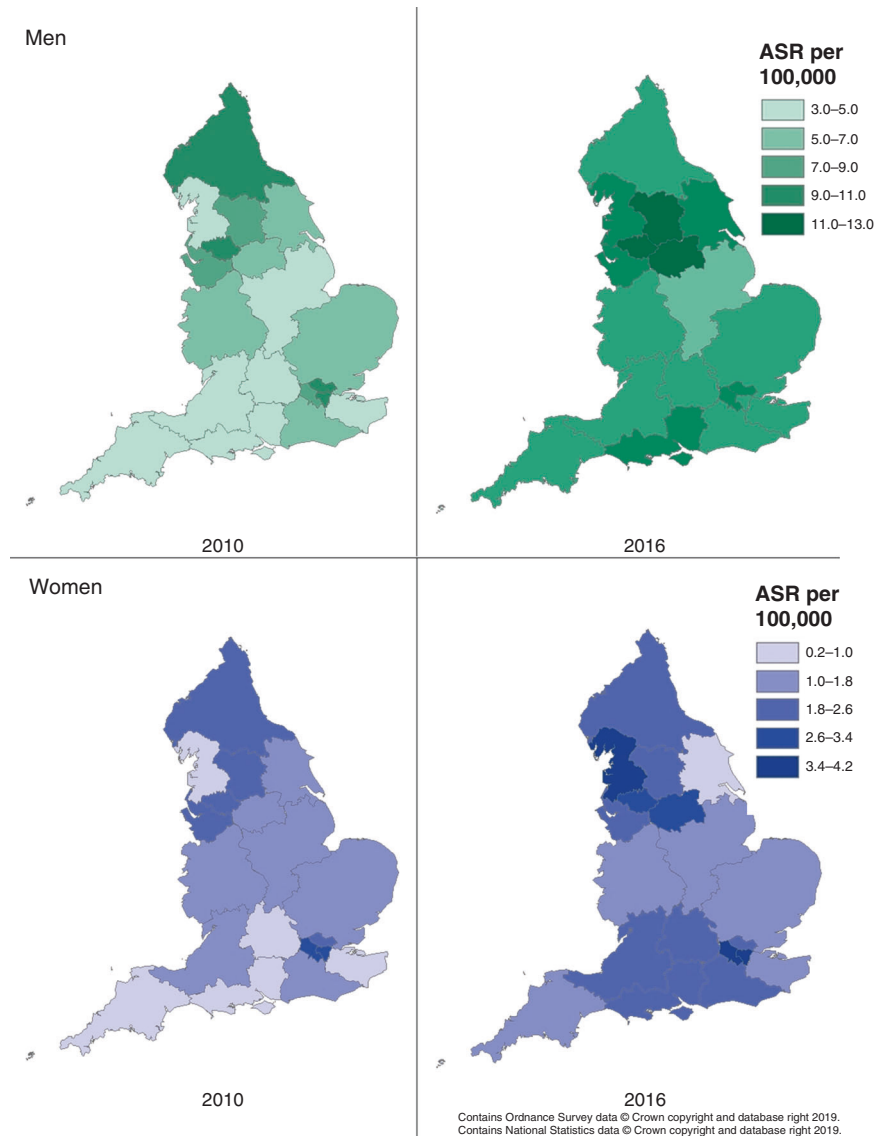 Men
ASR per
100,000
3.0–5.0
5.0–7.0
7.0–9.0
9.0–11.0
11.0–13.0
2010
2016
Women
ASR per
100,000
0.2–1.0
1.0–1.8
1.8–2.6
2.6–3.4
3.4–4.2
2010
2016
Contains Ordnance Survey data © Crown copyright and database right 2019.
Contains National Statistics data © Crown copyright and database right 2019.